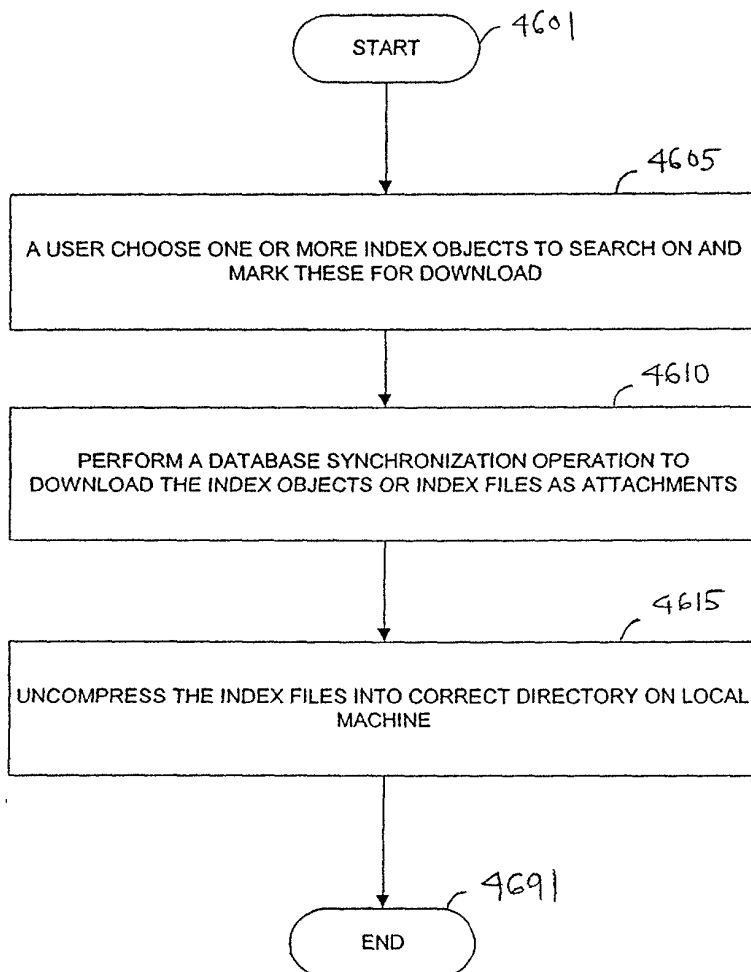 START
4601
4605
A USER CHOOSE ONE OR MORE INDEX OBJECTS TO SEARCH ON AND
MARK THESE FOR DOWNLOAD
4610
PERFORM A DATABASE SYNCHRONIZATION OPERATION TO
DOWNLOAD THE INDEX OBJECTS OR INDEX FILES AS ATTACHMENTS
4615
UNCOMPRESS THE INDEX FILES INTO CORRECT DIRECTORY ON LOCAL
MACHINE
4691
END